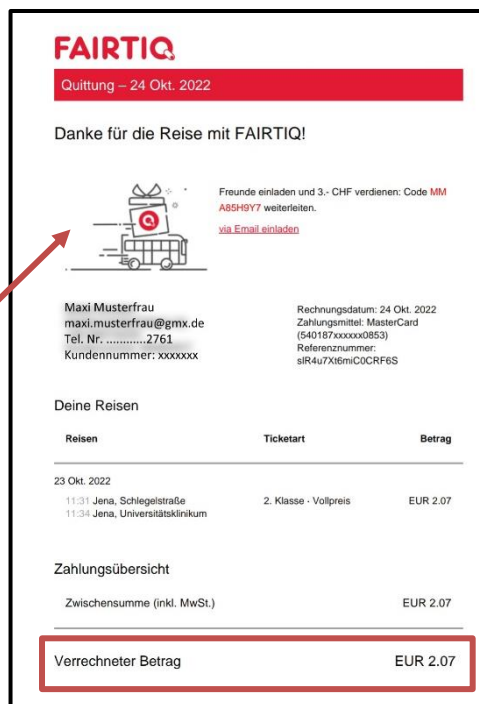 FAIRTIQ
Quittung – 24 Okt. 2022
Danke für die Reise mit FAIRTIQ!
Freunde einladen und 3.- CHF verdienen: Code MM
A85H9Y7 weiterleiten.
via Email einladen
Maxi Musterfrau
maxi.musterfrau@gmx.de
Tel. Nr. ............2761
Kundennummer: xxxxxxx
Rechnungsdatum: 24 Okt. 2022
Zahlungsmittel: MasterCard
(540187xxxxxx0853)
Referenznummer:
slR4u7Xt6miC0CRF6S
Deine Reisen
Reisen Ticketart Betrag
23 Okt. 2022
11:31 Jena, Schlegelstraße 2. Klasse · Vollpreis EUR 2.07
11:34 Jena, Universitätsklinikum
Zahlungsübersicht
Zwischensumme (inkl. MwSt.) EUR 2.07
Verrechneter Betrag EUR 2.07